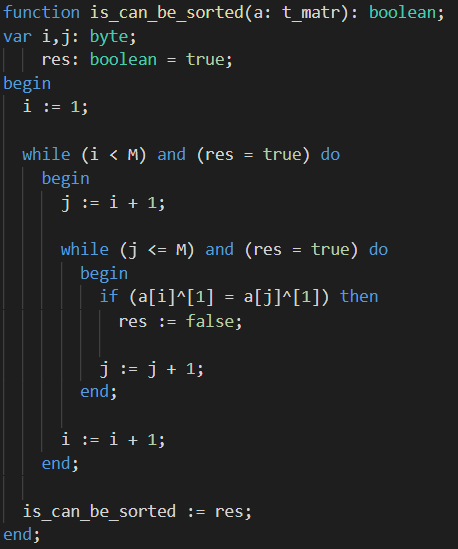 function is_can_be_sorted(a: t_matr): boolean;
var i,j: byte;
    res: boolean = true;
begin
  i := 1;

  while (i < M) and (res = true) do
    begin
      j := i + 1;

      while (j <= M) and (res = true) do
        begin
          if (a[i]^[1] = a[j]^[1]) then
            res := false;

          j := j + 1;
        end;

      i := i + 1;
    end;

  is_can_be_sorted := res;
end;